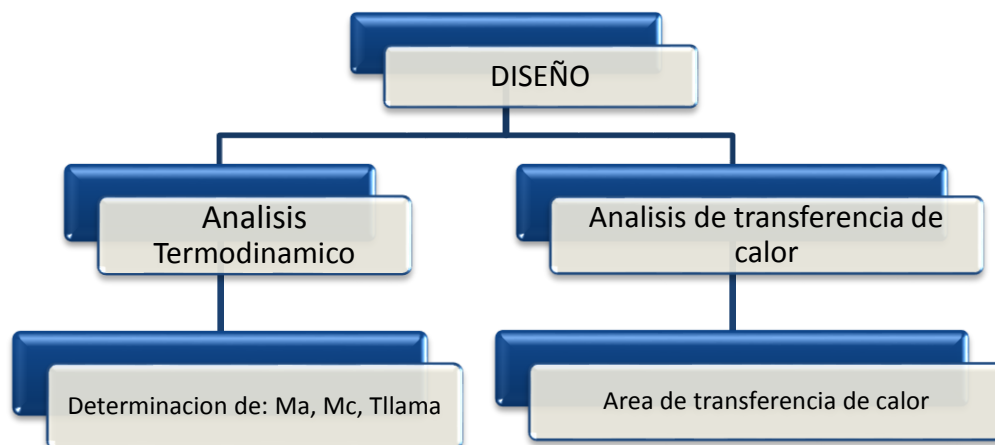 DISEÑO
Analisis
Termodinamico
Analisis de transferencia de
calor
Determinacion de: Ma, Mc, Tllama
Area de transferencia de calor